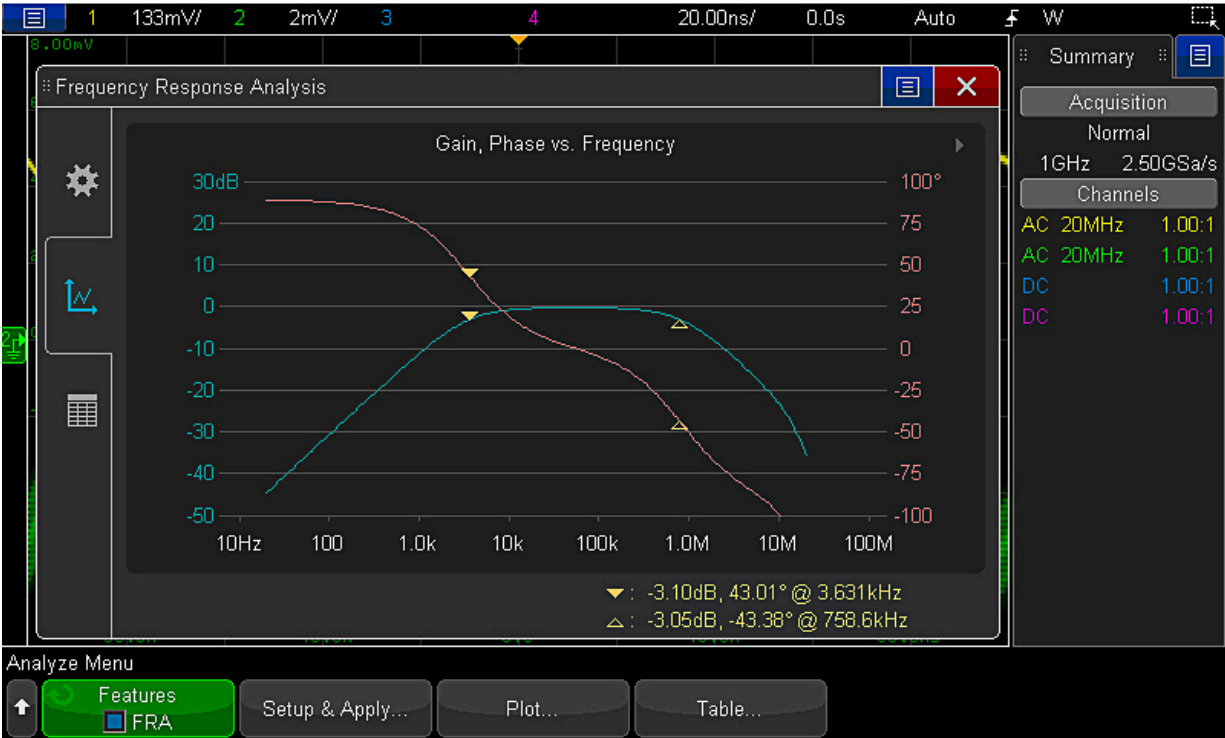 1 133mV/ 2 2mV/ 3 4 20.00ns/ 0.0s Auto W
8.00mV
Frequency Response Analysis
Gain, Phase vs. Frequency
30dB 100°
20 75
10 50
0 25
-10 0
-20 -25
-30 -50
-40 -75
-50 -100
10Hz 100 1.0k 10k 100k 1.0M 10M 100M
: -3.10dB, 43.01° @ 3.631kHz
: -3.05dB, -43.38° @ 758.6kHz
Summary
Acquisition
Normal
1GHz 2.50GSa/s
Channels
AC 20MHz 1.00:1
AC 20MHz 1.00:1
DC 1.00:1
DC 1.00:1
Analyze Menu
Features
FRA
Setup & Apply...
Plot...
Table...